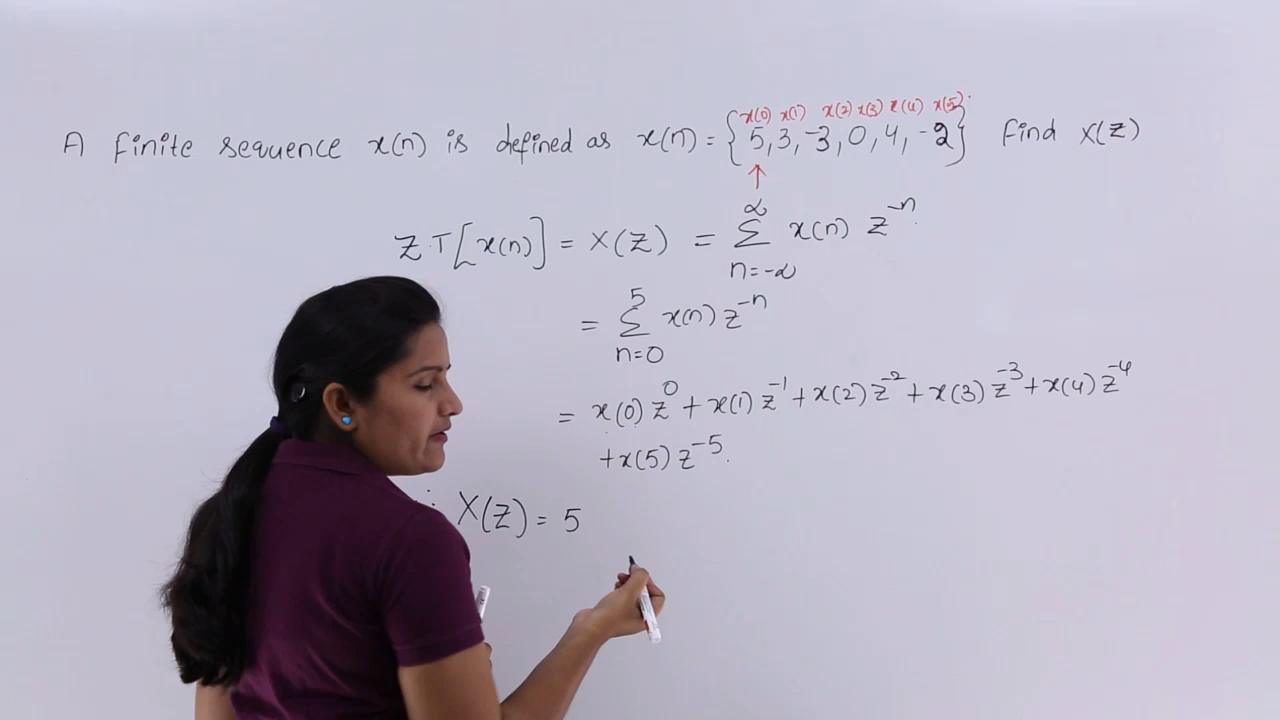 x(0) x(1) x(2) x(3) x(4) x(5)
A finite sequence x(n) is defined as x(n) = {5, 3, -3, 0, 4, -2} Find X(Z)
↑
Z.T[x(n)] = X(Z) = ∑_{n=-∞}^{∞} x(n) z^{-n}
= ∑_{n=0}^{5} x(n) z^{-n}
= x(0) z^{0} + x(1) z^{-1} + x(2) z^{-2} + x(3) z^{-3} + x(4) z^{-4}
+ x(5) z^{-5}.
∴ X(Z) = 5